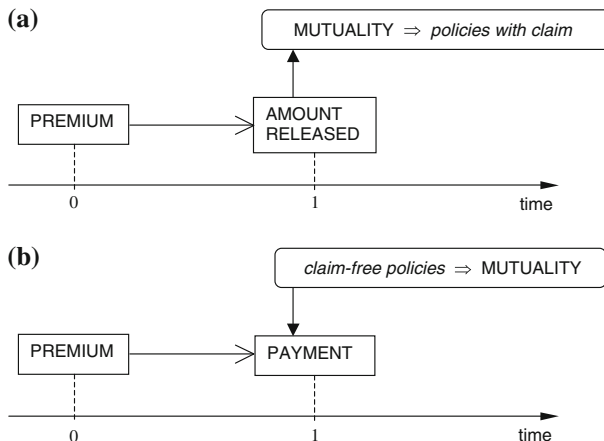 (a)
MUTUALITY ⇒ policies with claim
PREMIUM
AMOUNT
RELEASED
0
1
time
(b)
claim-free policies ⇒ MUTUALITY
PREMIUM
PAYMENT
0
1
time